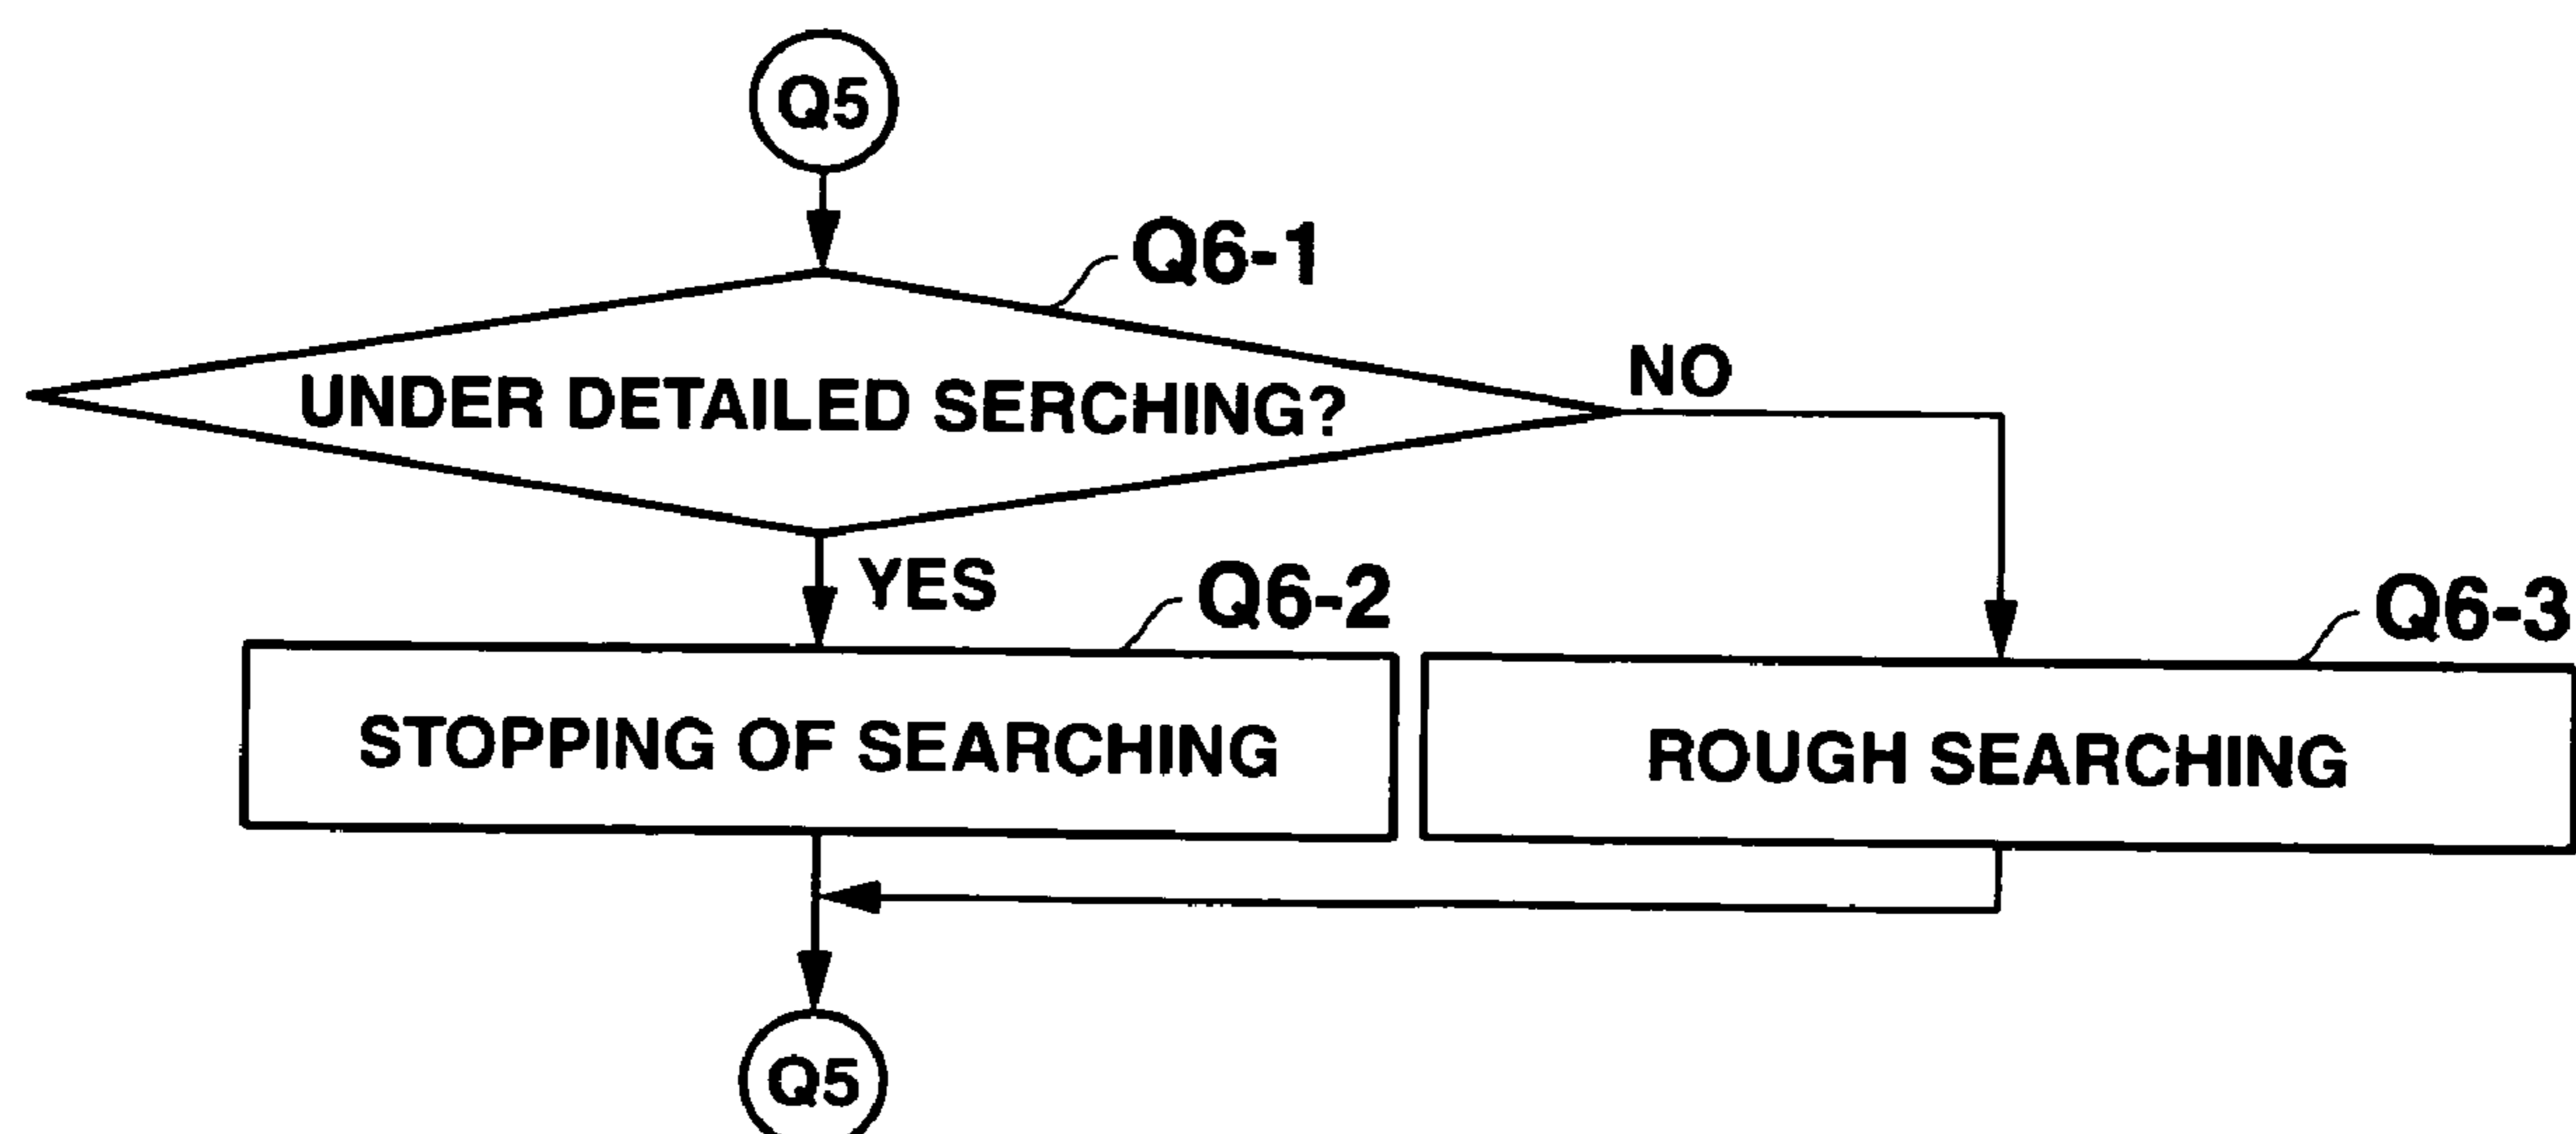 Q5
Q6-1
UNDER DETAILED SERCHING?
NO
YES
Q6-2
Q6-3
STOPPING OF SEARCHING
ROUGH SEARCHING
Q5